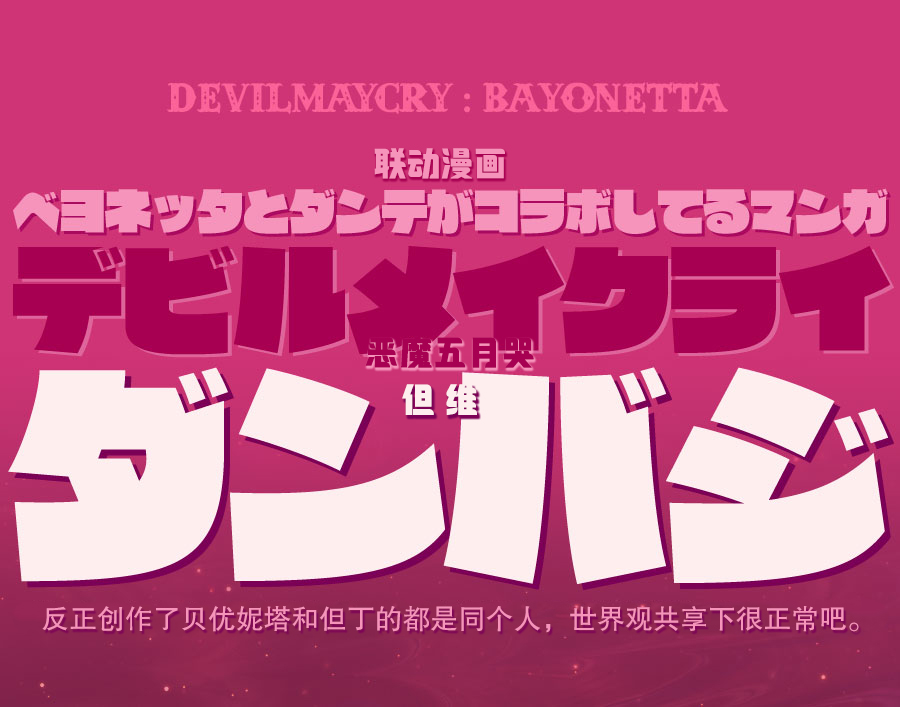 DEVILMAYCRY : BAYONETTA
联动漫画
ベヨネッタとダンテがコラボしてるマンガ
デビルメイクライ
恶魔五月哭
但维
ダンバジ
反正创作了贝优妮塔和但丁的都是同个人，世界观共享下很正常吧。